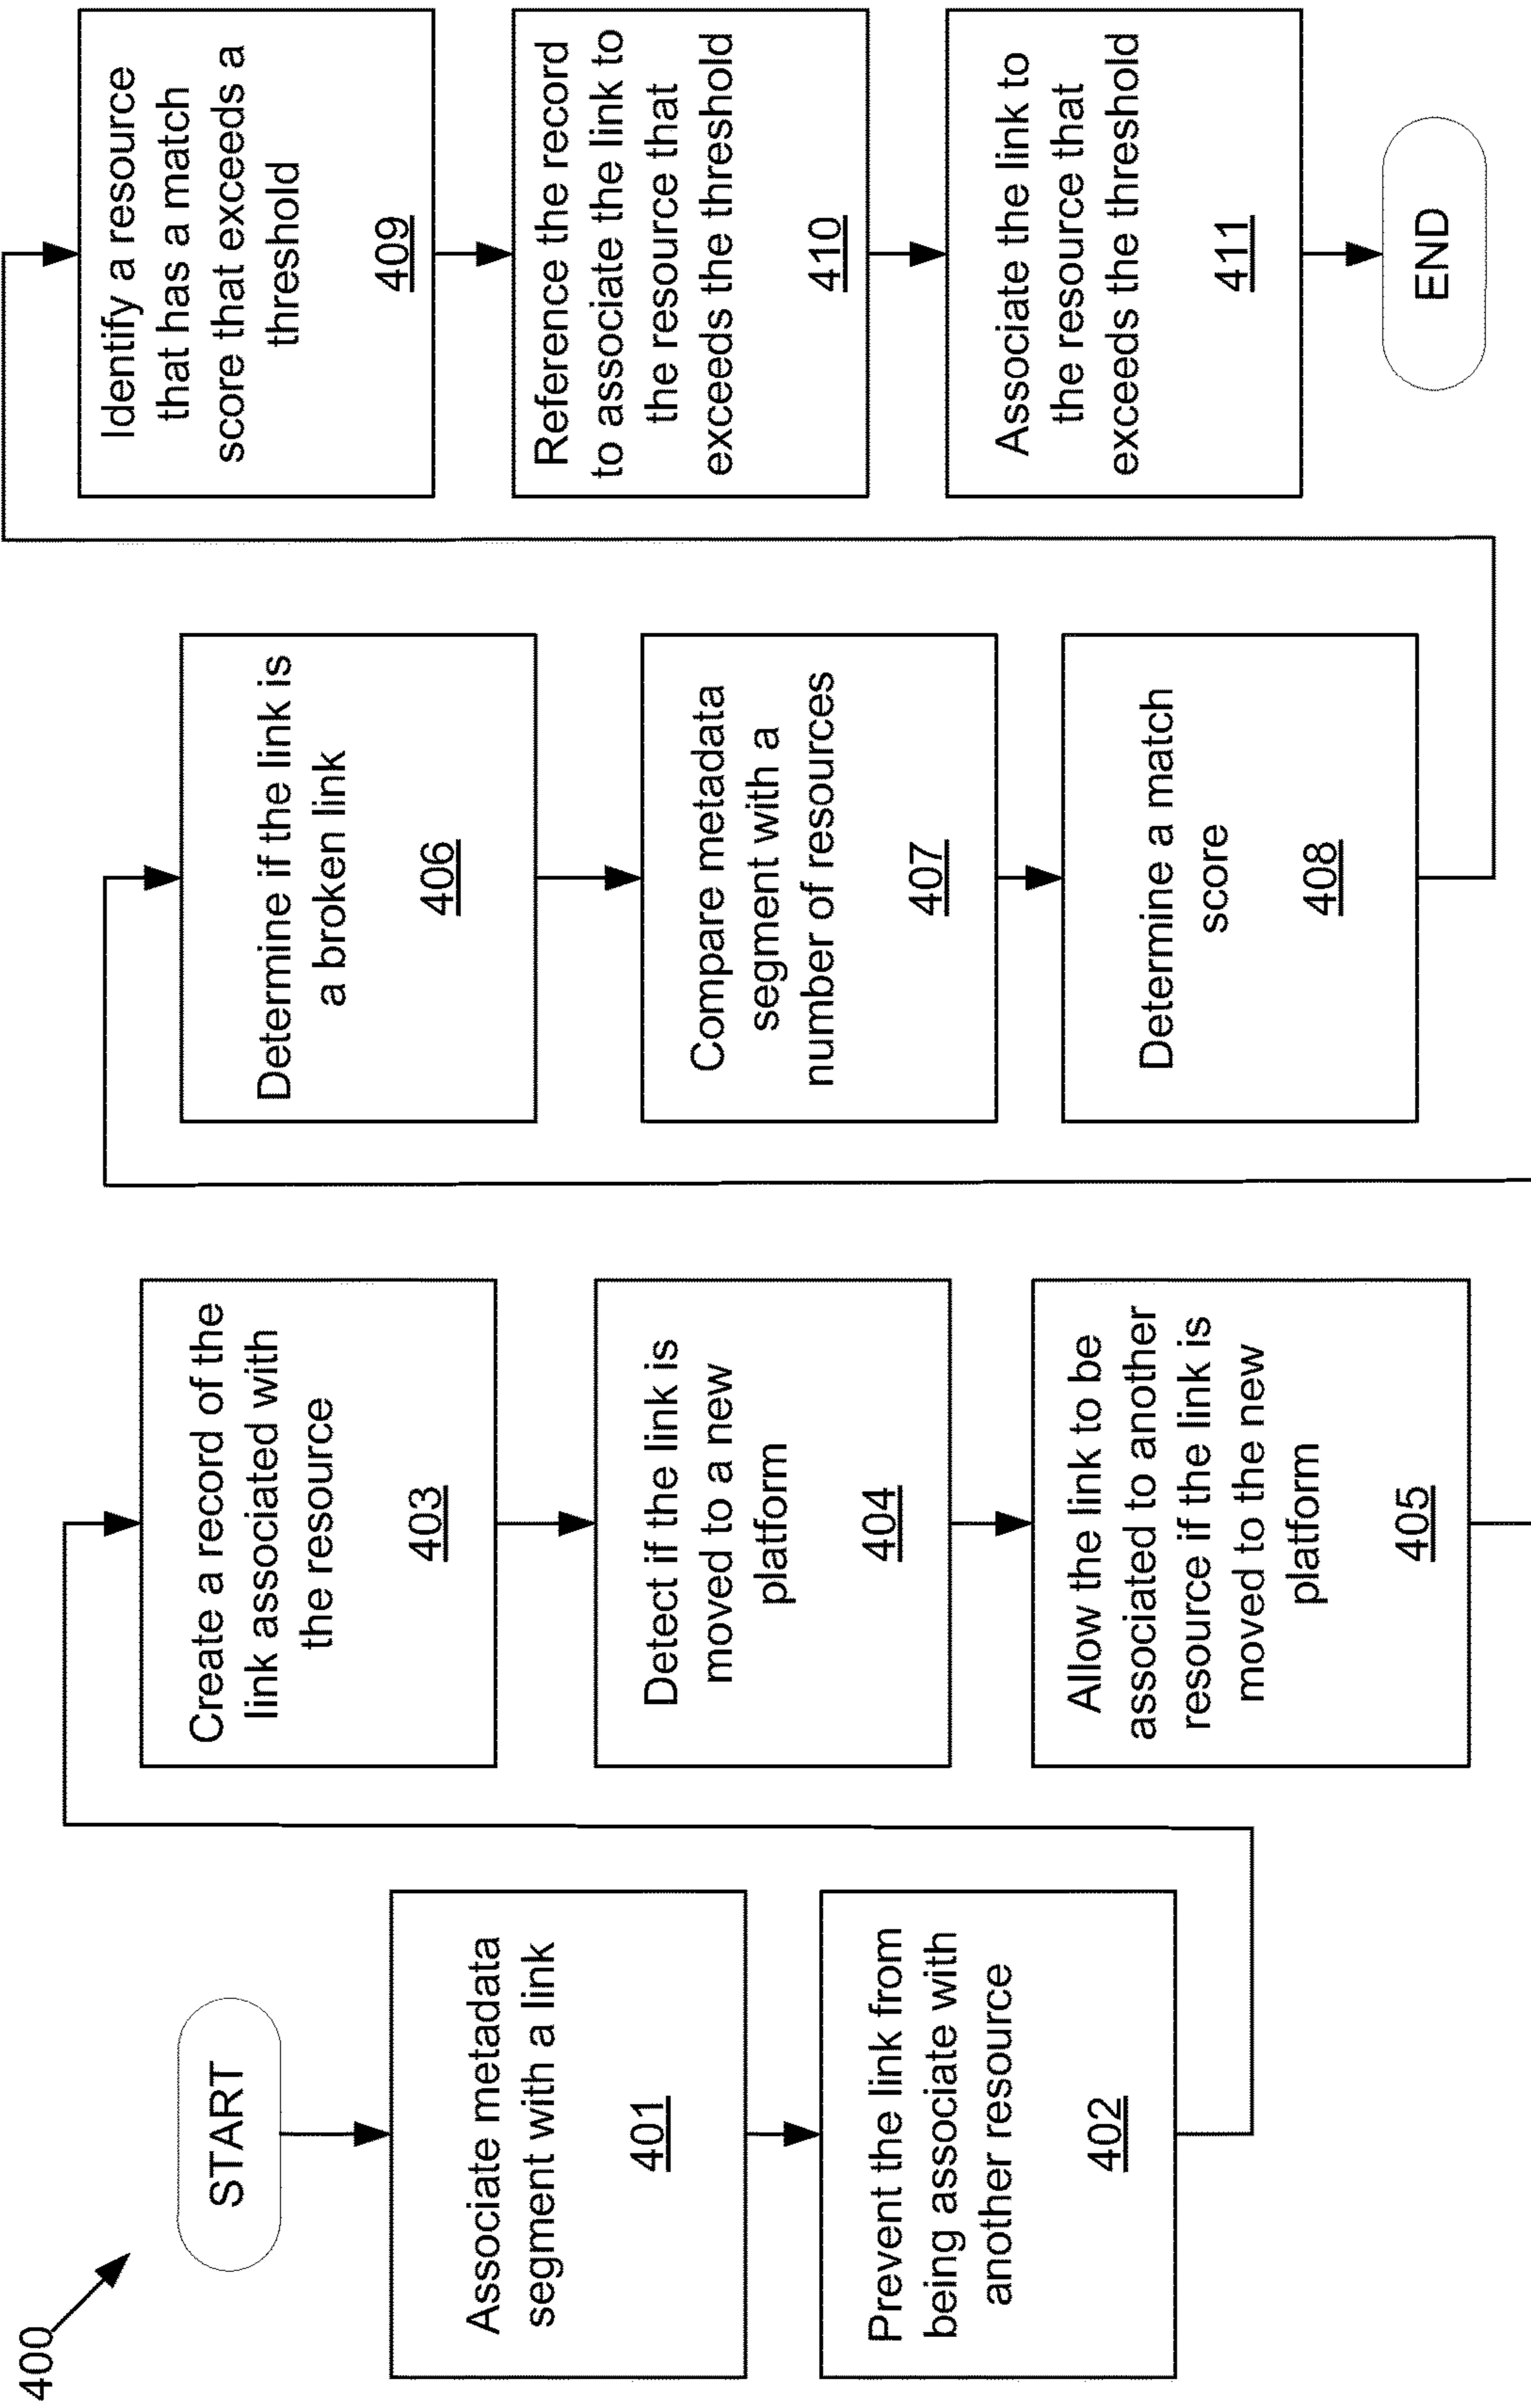 400
START
Associate metadata
segment with a link
401
Prevent the link from
being associate with
another resource
402
Create a record of the
link associated with
the resource
403
Detect if the link is
moved to a new
platform
404
Allow the link to be
associated to another
resource if the link is
moved to the new
platform
405
Determine if the link is
a broken link
406
Compare metadata
segment with a
number of resources
407
Determine a match
score
408
Identify a resource
that has a match
score that exceeds a
threshold
409
Reference the record
to associate the link to
the resource that
exceeds the threshold
410
Associate the link to
the resource that
exceeds the threshold
411
END